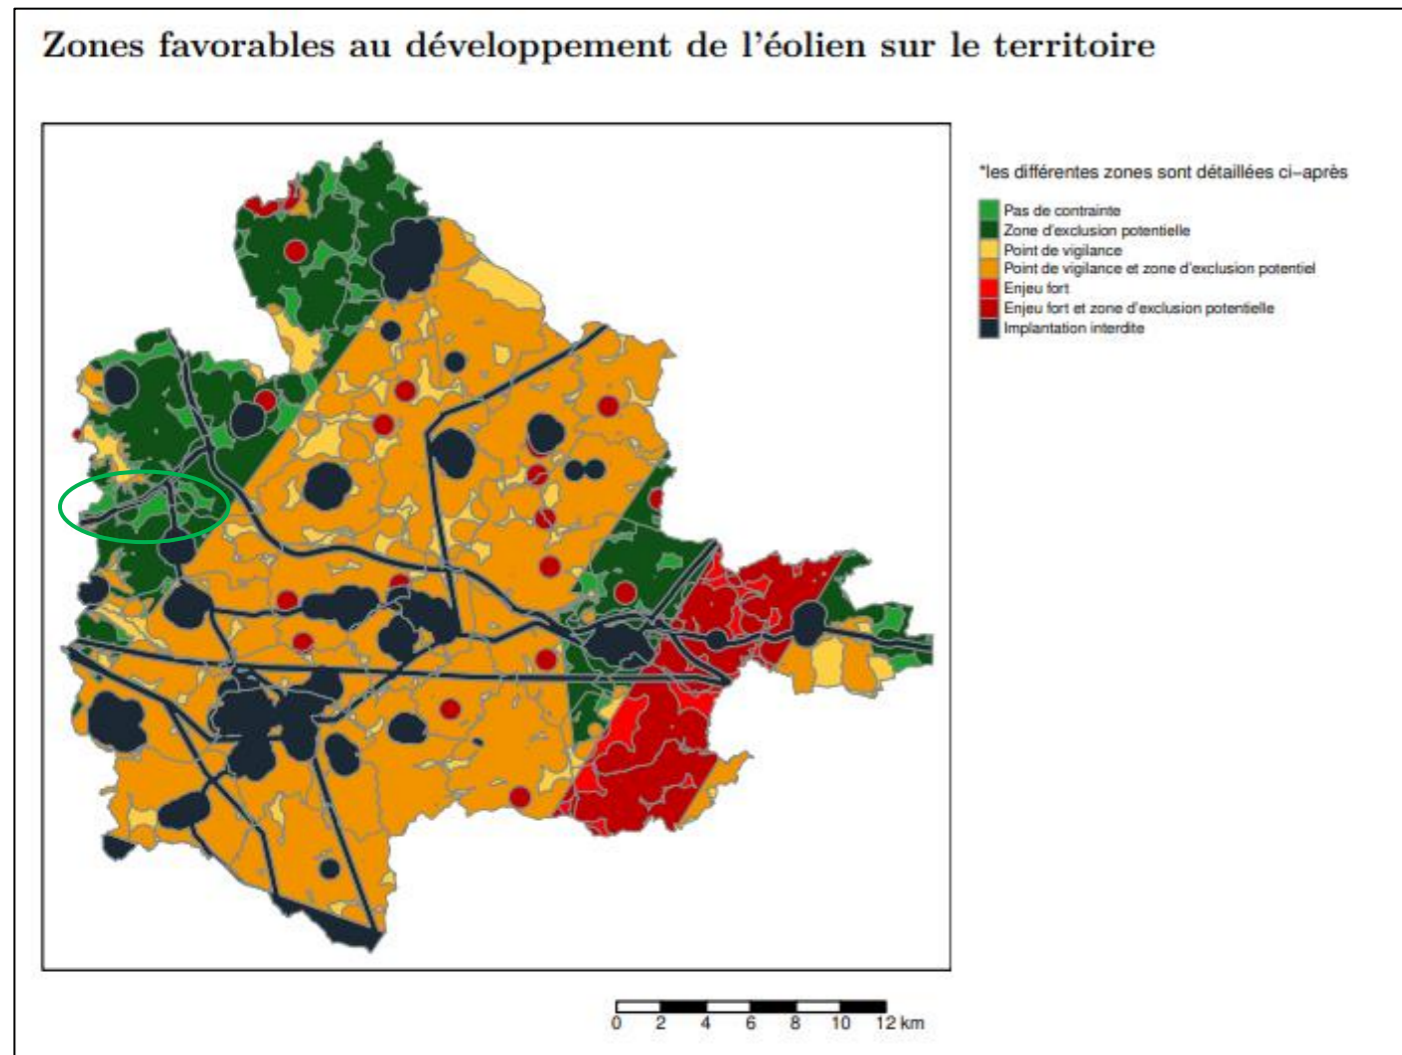 Zones favorables au développement de l'éolien sur le territoire
*les différentes zones sont détaillées ci–après
Pas de contrainte
Zone d'exclusion potentielle
Point de vigilance
Point de vigilance et zone d'exclusion potentiel
Enjeu fort
Enjeu fort et zone d'exclusion potentielle
Implantation interdite
0 2 4 6 8 10 12 km